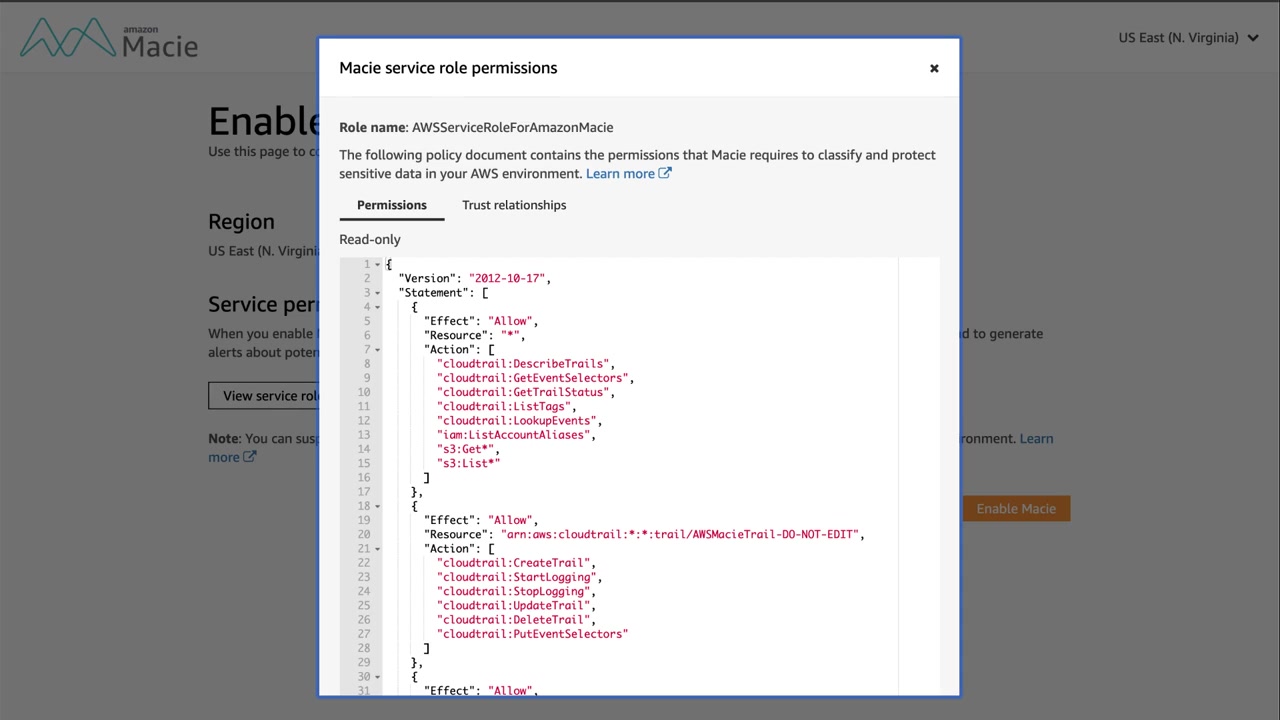 amazon
Macie
US East (N. Virginia)
Macie service role permissions
Role name: AWSServiceRoleForAmazonMacie
The following policy document contains the permissions that Macie requires to classify and protect
sensitive data in your AWS environment. Learn more
Permissions Trust relationships
Read-only
1 {
2 "Version": "2012-10-17",
3 "Statement": [
4 {
5 "Effect": "Allow",
6 "Resource": "*",
7 "Action": [
8 "cloudtrail:DescribeTrails",
9 "cloudtrail:GetEventSelectors",
10 "cloudtrail:GetTrailStatus",
11 "cloudtrail:ListTags",
12 "cloudtrail:LookupEvents",
13 "iam:ListAccountAliases",
14 "s3:Get*",
15 "s3:List*"
16 ]
17 },
18 {
19 "Effect": "Allow",
20 "Resource": "arn:aws:cloudtrail:*:*:trail/AWSMacieTrail-DO-NOT-EDIT",
21 "Action": [
22 "cloudtrail:CreateTrail",
23 "cloudtrail:StartLogging",
24 "cloudtrail:StopLogging",
25 "cloudtrail:UpdateTrail",
26 "cloudtrail:DeleteTrail",
27 "cloudtrail:PutEventSelectors"
28 ]
29 },
30 {
31 "Effect": "Allow",
Enable
Use this page to
Region
US East (N. Virgini
Service
When you enable
d to generate
alerts about
View service
Note: You can
ronment. Learn
more
Enable Macie